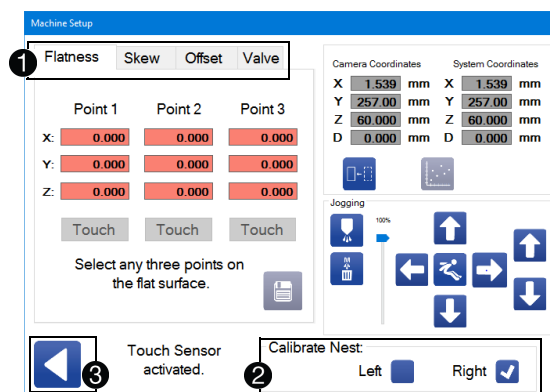 Machine Setup
1
Flatness Skew Offset Valve
Point 1 Point 2 Point 3
X: 0.000 0.000 0.000
Y: 0.000 0.000 0.000
Z: 0.000 0.000 0.000
Touch Touch Touch
Select any three points on
the flat surface.
Camera Coordinates System Coordinates
X 1.539 mm X 1.539 mm
Y 257.00 mm Y 257.00 mm
Z 60.000 mm Z 60.000 mm
D 0.000 mm D 0.000 mm
Jogging
100%
3
Touch Sensor
activated.
2
Calibrate Nest:
Left Right